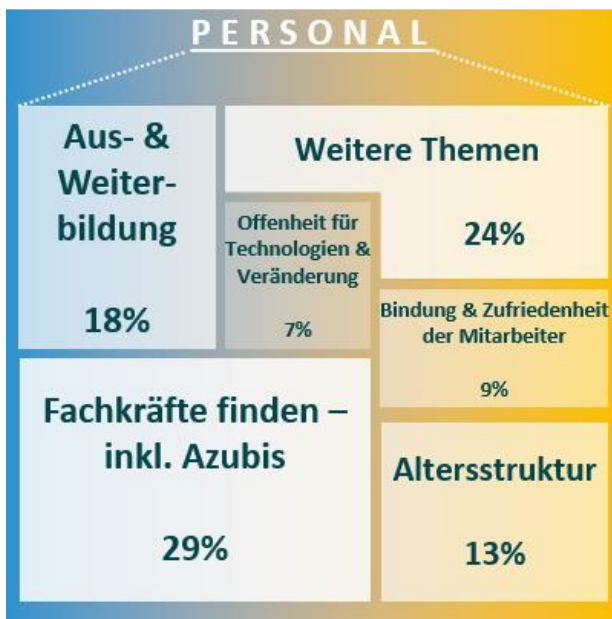 PERSONAL
Aus- &
Weiter-
bildung
18%
Weitere Themen
24%
Offenheit für
Technologien &
Veränderung
7%
Bindung & Zufriedenheit
der Mitarbeiter
9%
Fachkräfte finden –
inkl. Azubis
29%
Altersstruktur
13%